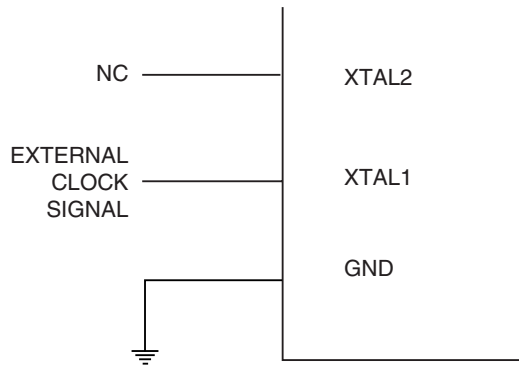 NC
XTAL2
EXTERNAL
CLOCK
SIGNAL
XTAL1
GND